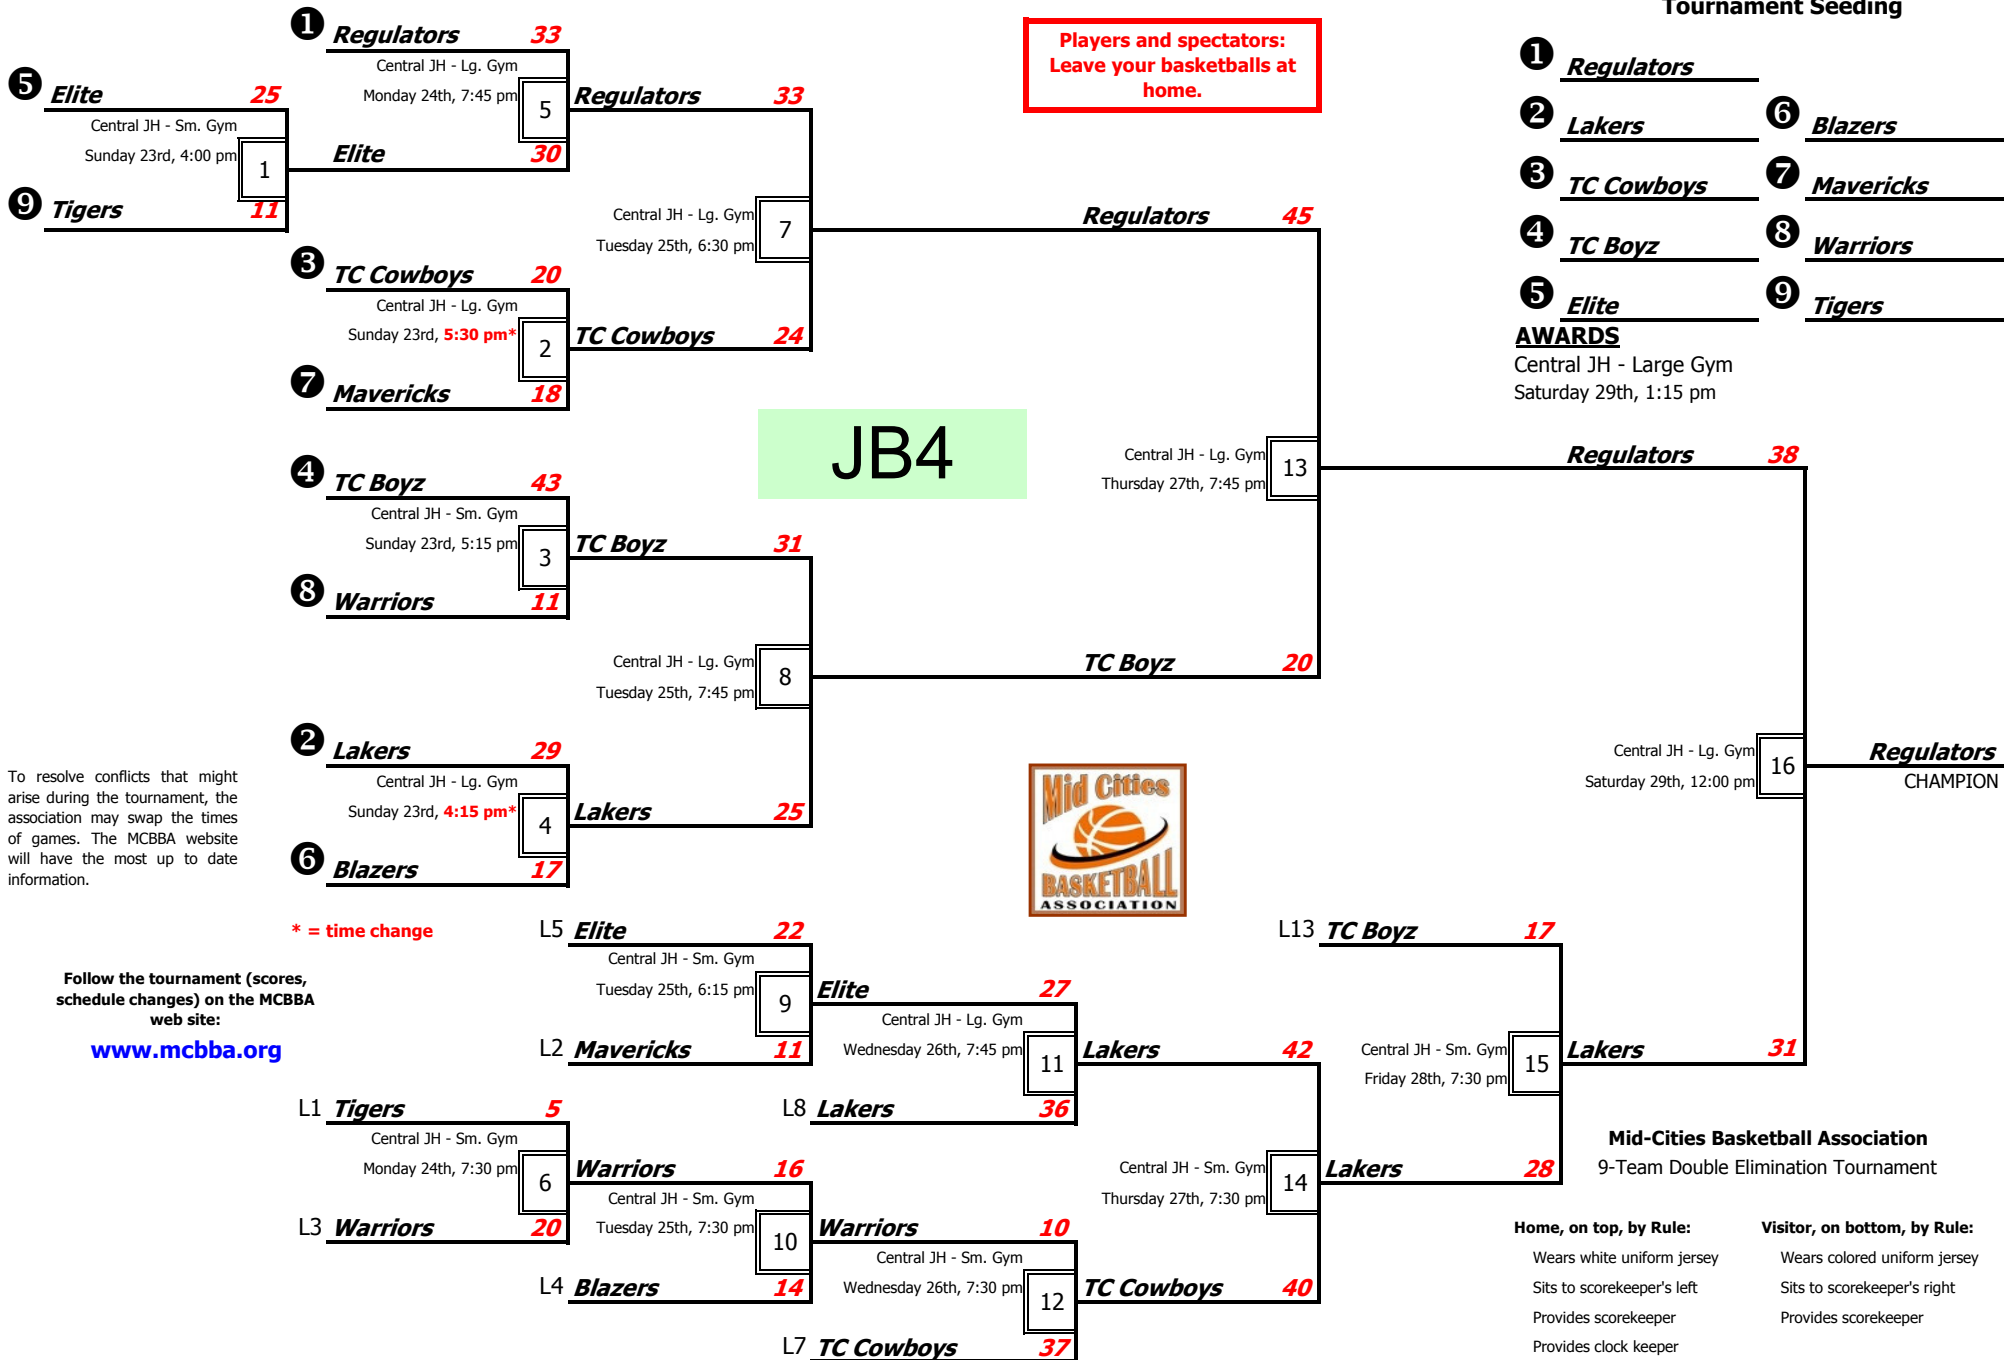 Tournament Seeding
❶ Regulators
❷ Lakers
❸ TC Cowboys
❹ TC Boyz
❺ Elite
❻ Blazers
❼ Mavericks
❽ Warriors
❾ Tigers
AWARDS
Central JH - Large Gym
Saturday 29th, 1:15 pm
Players and spectators:
Leave your basketballs at
home.
❺ Elite 25
Central JH - Sm. Gym
Sunday 23rd, 4:00 pm
1
❾ Tigers 11
❶ Regulators 33
Central JH - Lg. Gym
Monday 24th, 7:45 pm
5
Elite 30
❸ TC Cowboys 20
Central JH - Lg. Gym
Sunday 23rd, 5:30 pm*
2
❼ Mavericks 18
❹ TC Boyz 43
Central JH - Sm. Gym
Sunday 23rd, 5:15 pm
3
❽ Warriors 11
❷ Lakers 29
Central JH - Lg. Gym
Sunday 23rd, 4:15 pm*
4
❻ Blazers 17
Regulators 33
Central JH - Lg. Gym
Tuesday 25th, 6:30 pm
7
TC Cowboys 24
JB4
TC Boyz 31
Central JH - Lg. Gym
Tuesday 25th, 7:45 pm
8
Lakers 25
Regulators 45
Central JH - Lg. Gym
Thursday 27th, 7:45 pm
13
TC Boyz 20
Regulators 38
Central JH - Lg. Gym
Saturday 29th, 12:00 pm
16
Lakers 31
Regulators
CHAMPION
To resolve conflicts that might
arise during the tournament, the
association may swap the times
of games. The MCBBA website
will have the most up to date
information.
* = time change
Follow the tournament (scores,
schedule changes) on the MCBBA
web site:
www.mcbba.org
Mid Cities
BASKETBALL
ASSOCIATION
L5 Elite 22
Central JH - Sm. Gym
Tuesday 25th, 6:15 pm
9
L2 Mavericks 11
L1 Tigers 5
Central JH - Sm. Gym
Monday 24th, 7:30 pm
6
L3 Warriors 20
Warriors 16
Central JH - Sm. Gym
Tuesday 25th, 7:30 pm
10
L4 Blazers 14
Elite 27
Central JH - Lg. Gym
Wednesday 26th, 7:45 pm
11
L8 Lakers 36
Warriors 10
Central JH - Sm. Gym
Wednesday 26th, 7:30 pm
12
L7 TC Cowboys 37
Lakers 42
Central JH - Sm. Gym
Thursday 27th, 7:30 pm
14
TC Cowboys 40
L13 TC Boyz 17
Central JH - Sm. Gym
Friday 28th, 7:30 pm
15
Lakers 28
Mid-Cities Basketball Association
9-Team Double Elimination Tournament
Home, on top, by Rule:
Wears white uniform jersey
Sits to scorekeeper's left
Provides scorekeeper
Provides clock keeper
Visitor, on bottom, by Rule:
Wears colored uniform jersey
Sits to scorekeeper's right
Provides scorekeeper